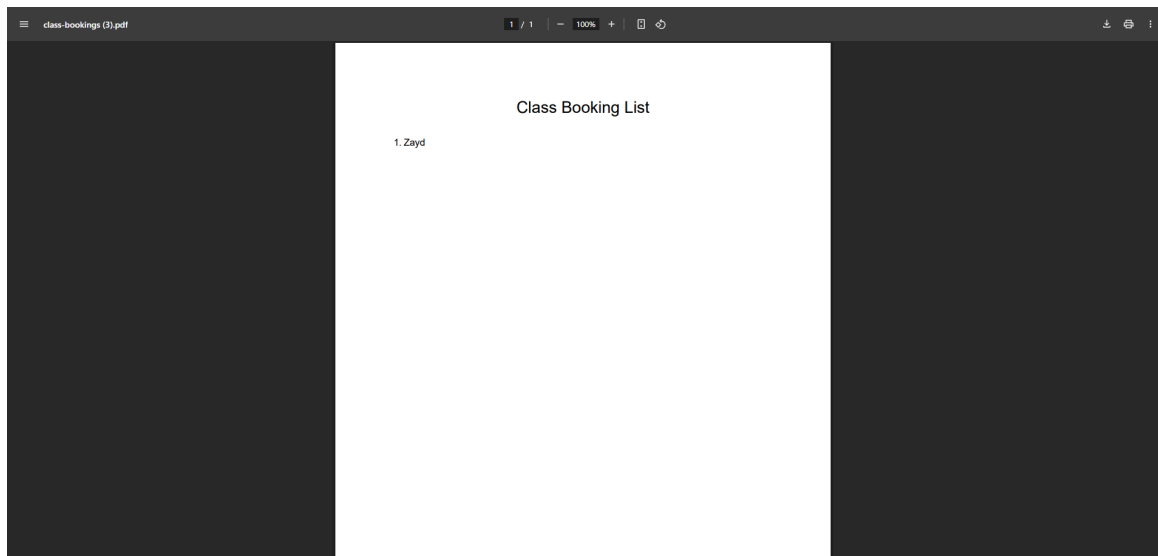 class-bookings (3).pdf
1 / 1
100%
Class Booking List
1. Zayd